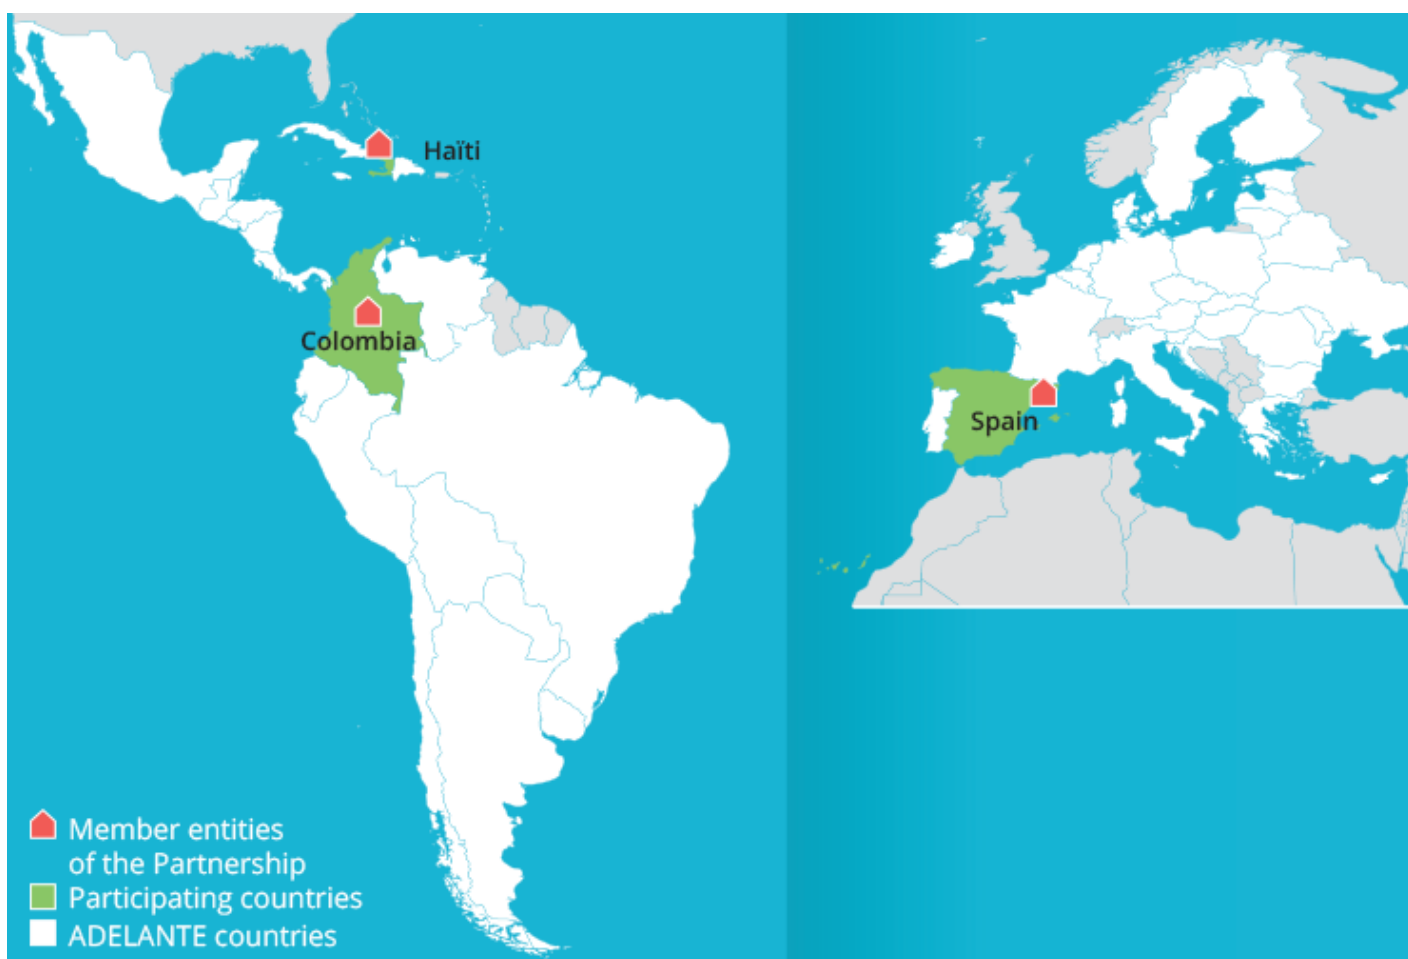 Haïti
Colombia
Spain
Member entities
of the Partnership
Participating countries
ADELANTE countries